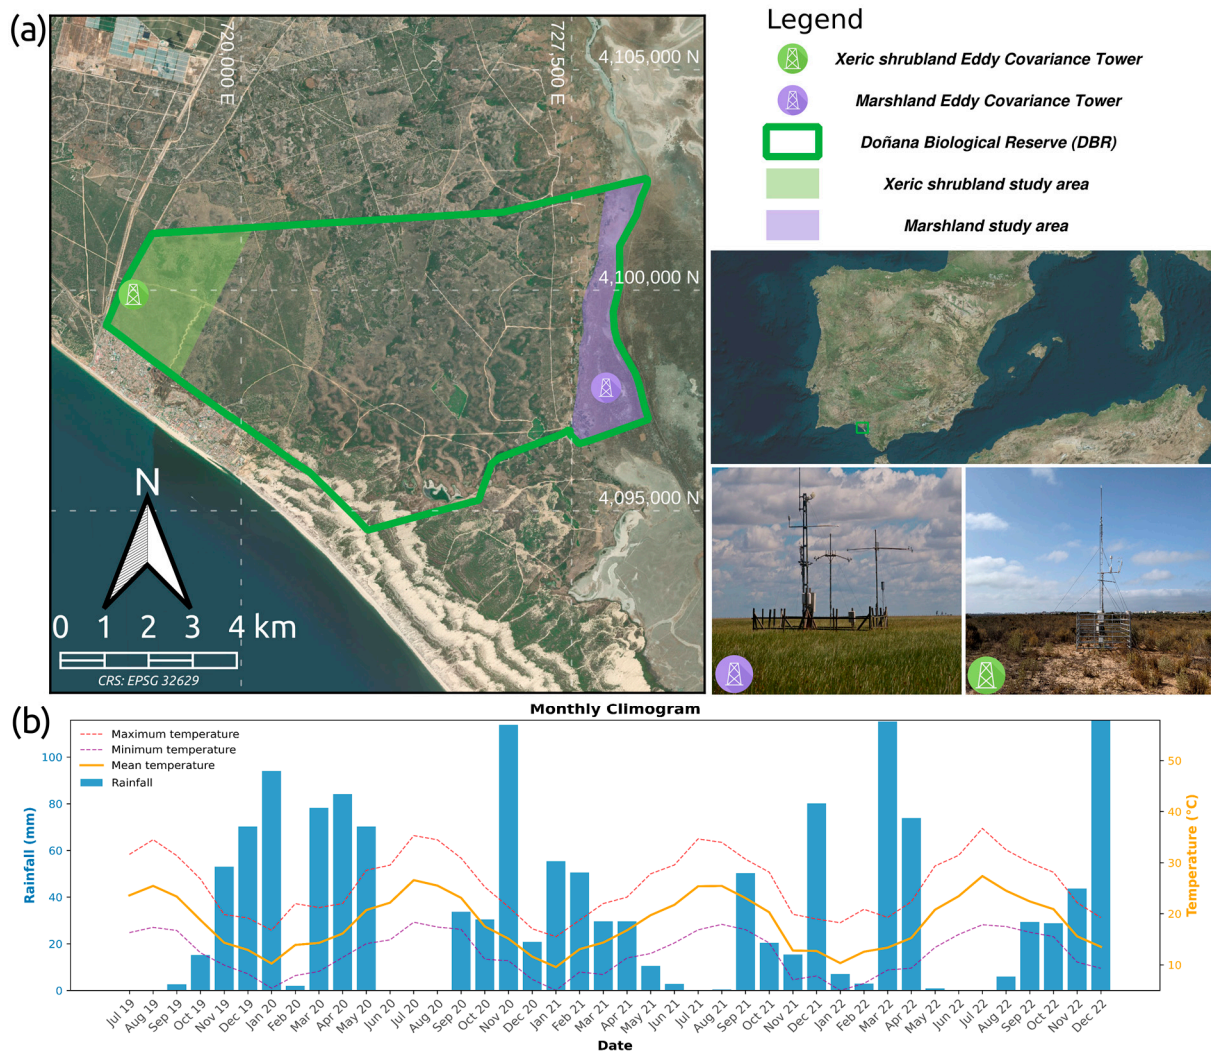 (a)
720,000 E
727,500 E
4,105,000 N
4,100,000 N
4,095,000 N
N
0 1 2 3 4 km
CRS: EPSG 32629
Legend
Xeric shrubland Eddy Covariance Tower
Marshland Eddy Covariance Tower
Doñana Biological Reserve (DBR)
Xeric shrubland study area
Marshland study area
(b)
Monthly Climogram
Maximum temperature
Minimum temperature
Mean temperature
Rainfall
Rainfall (mm)
100
80
60
40
20
0
Temperature (°C)
50
40
30
20
10
Jul 19
Aug 19
Sep 19
Oct 19
Nov 19
Dec 19
Jan 20
Feb 20
Mar 20
Apr 20
May 20
Jun 20
Jul 20
Aug 20
Sep 20
Oct 20
Nov 20
Dec 20
Jan 21
Feb 21
Mar 21
Apr 21
May 21
Jun 21
Jul 21
Aug 21
Sep 21
Oct 21
Nov 21
Dec 21
Jan 22
Feb 22
Mar 22
Apr 22
May 22
Jun 22
Jul 22
Aug 22
Sep 22
Oct 22
Nov 22
Dec 22
Date